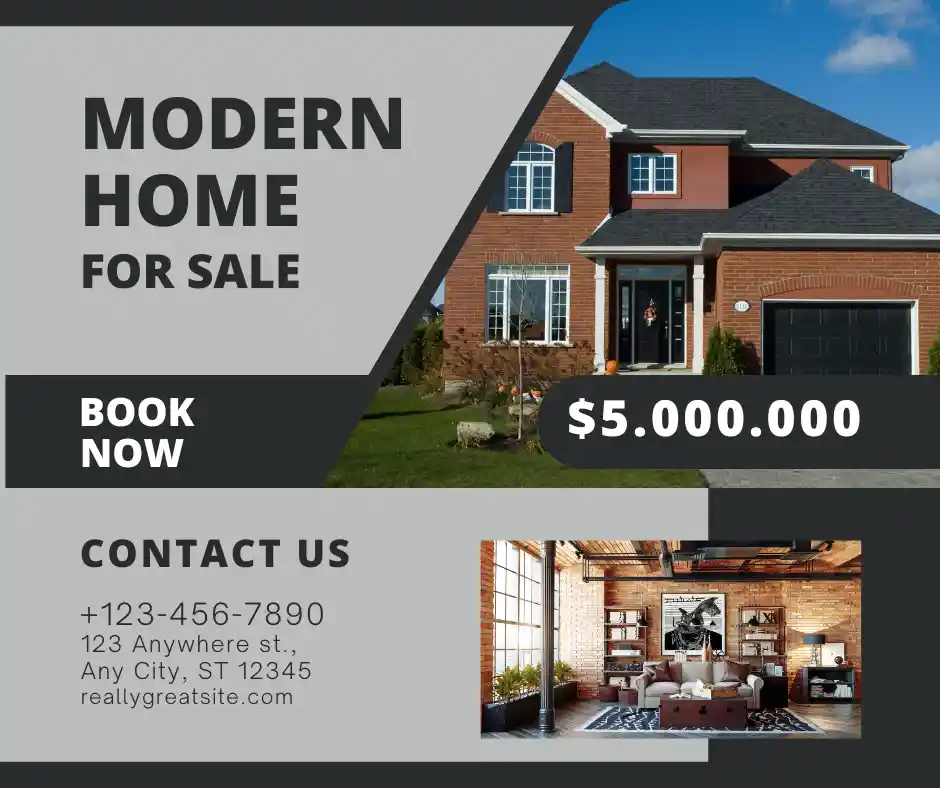 MODERN
HOME
FOR SALE
BOOK
NOW
$5.000.000
CONTACT US
+123-456-7890
123 Anywhere st.,
Any City, ST 12345
reallygreatsite.com